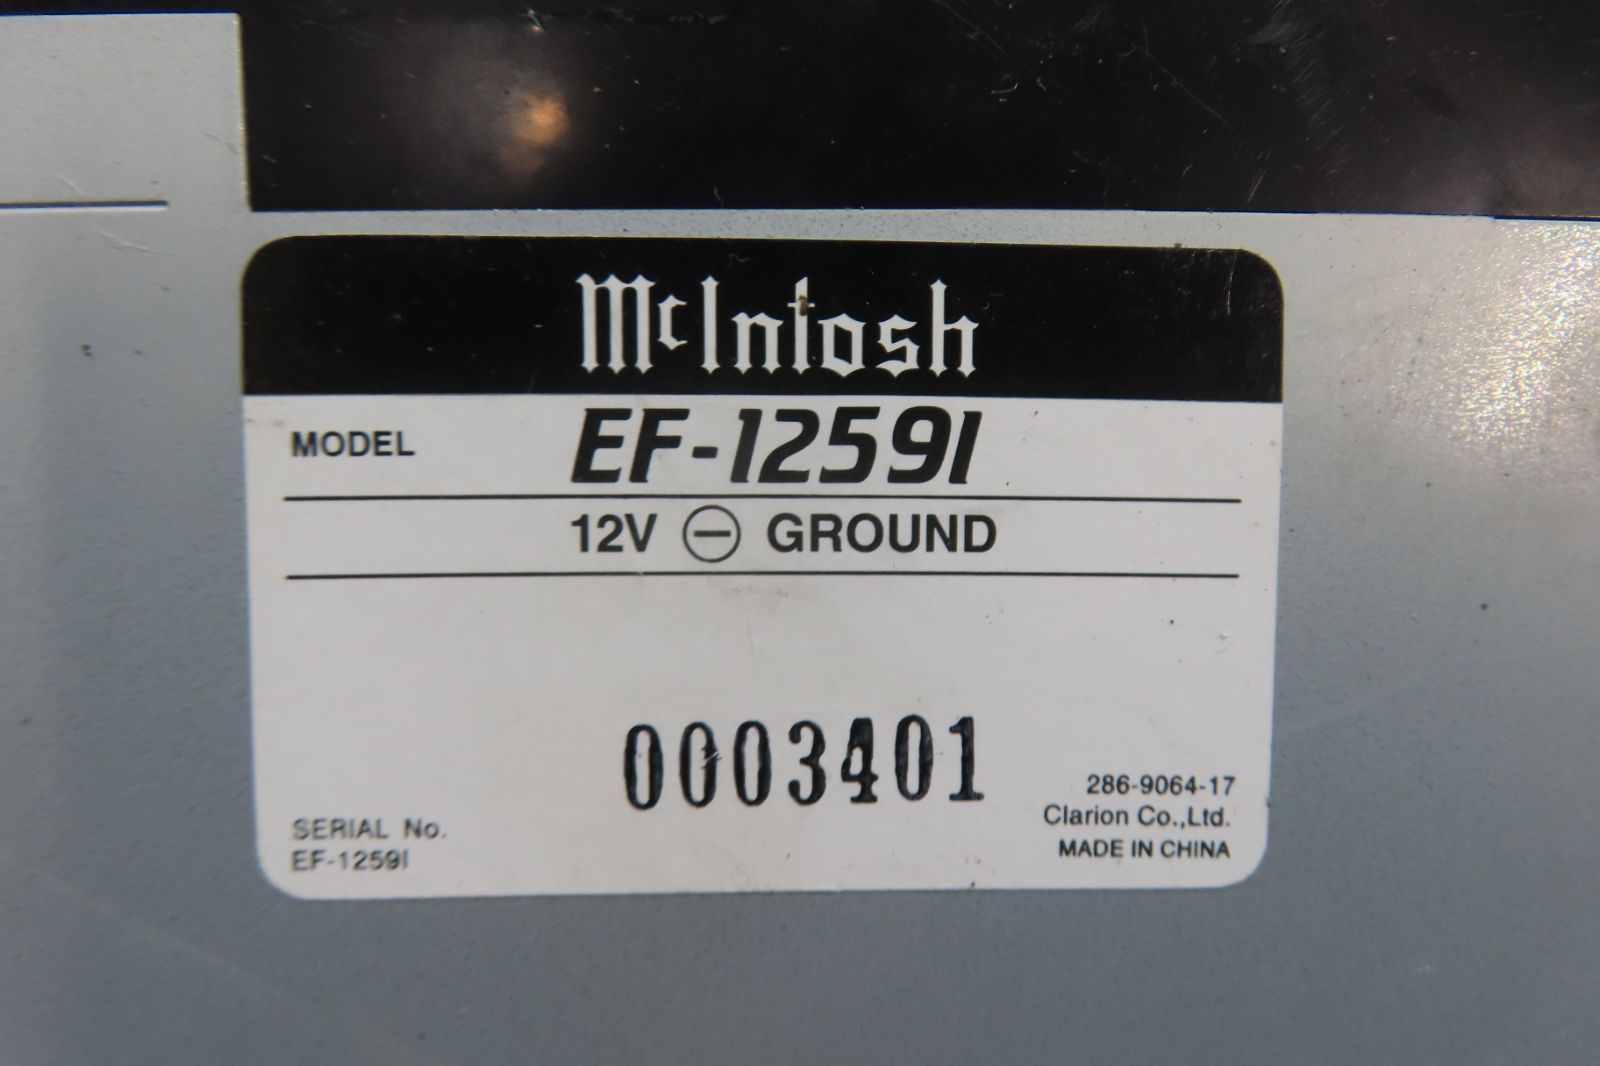 McIntosh
MODEL EF-1259I
12V ⊖ GROUND
0003401
286-9064-17
Clarion Co.,Ltd.
MADE IN CHINA
SERIAL No.
EF-1259I